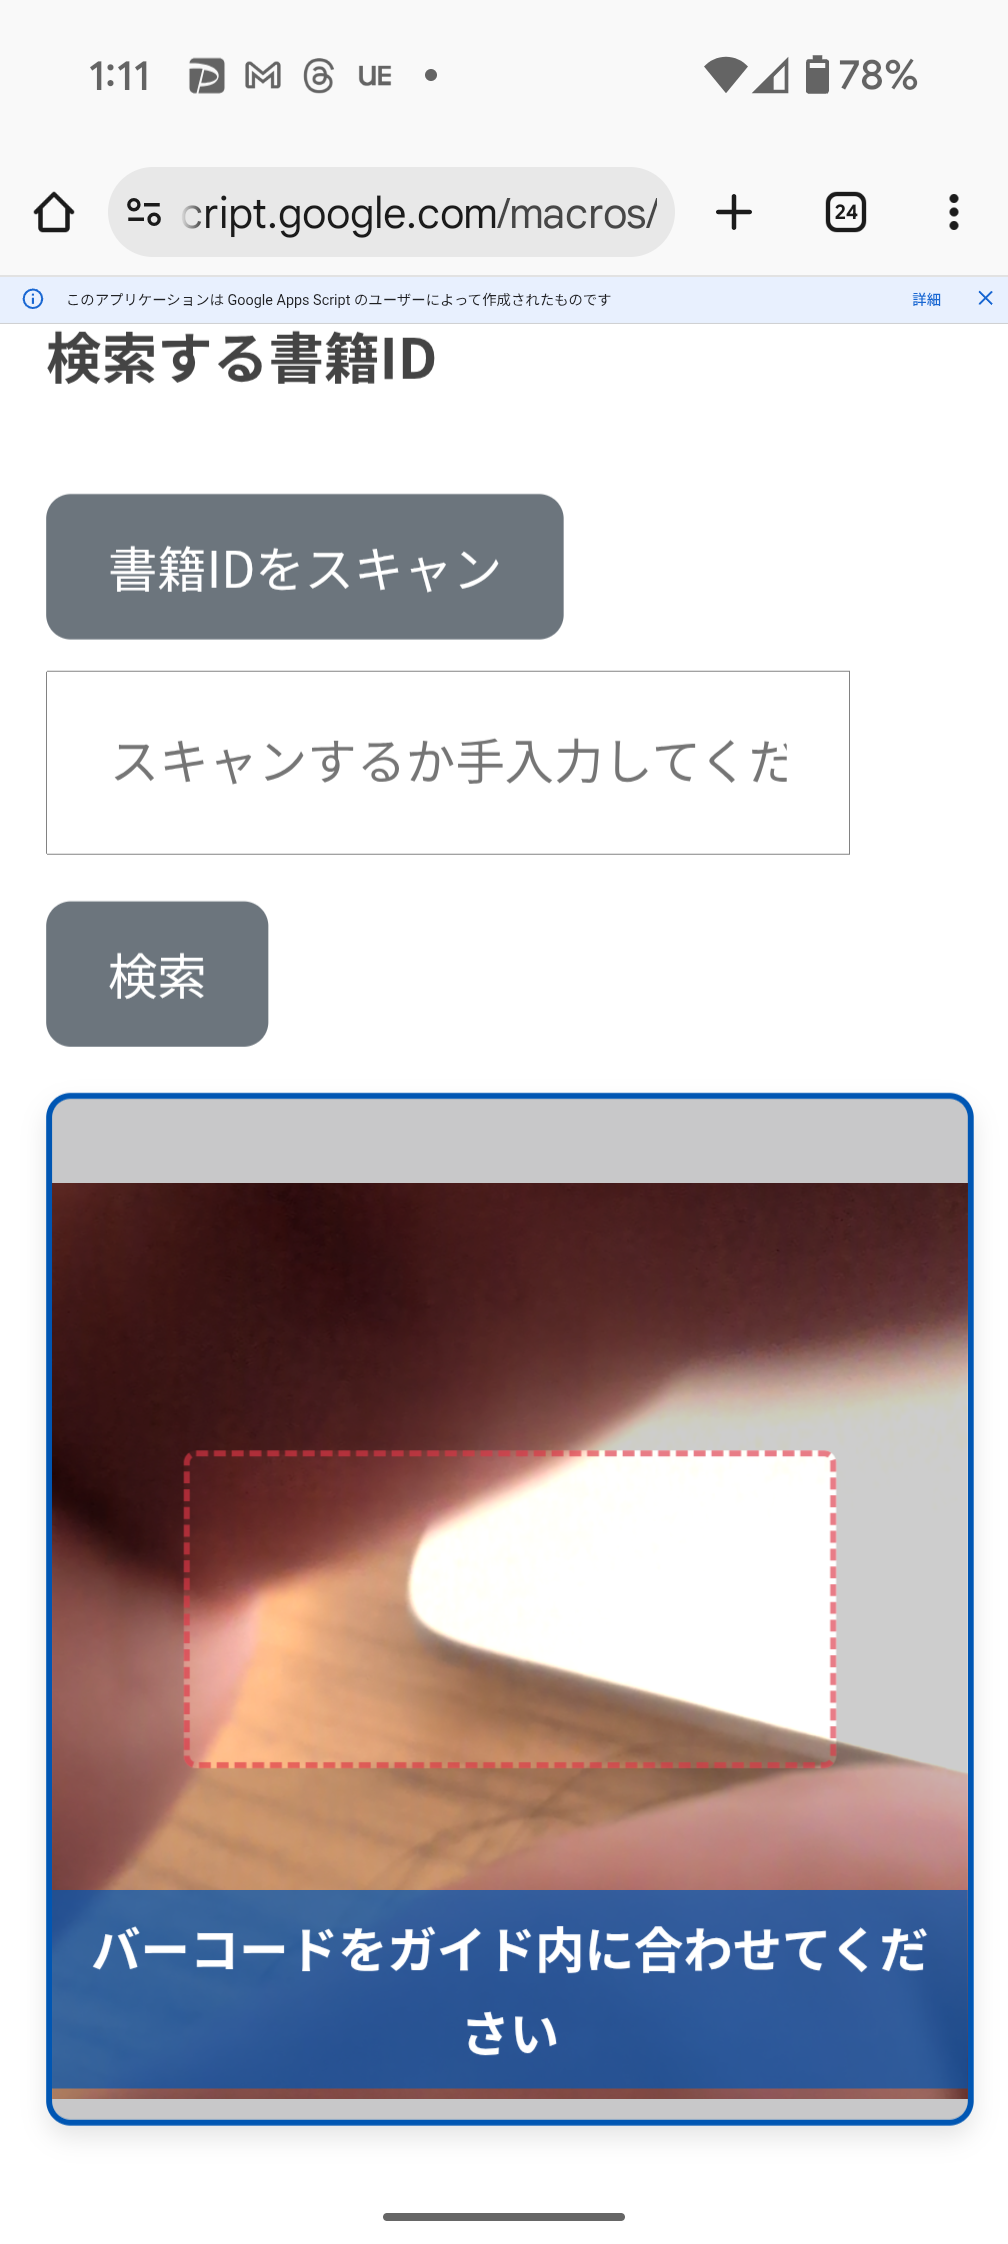 1:11 UE 78%
cript.google.com/macros/ 24
このアプリケーションは Google Apps Script のユーザーによって作成されたものです 詳細
検索する書籍ID
書籍IDをスキャン
スキャンするか手入力してくだ
検索
バーコードをガイド内に合わせてくだ
さい